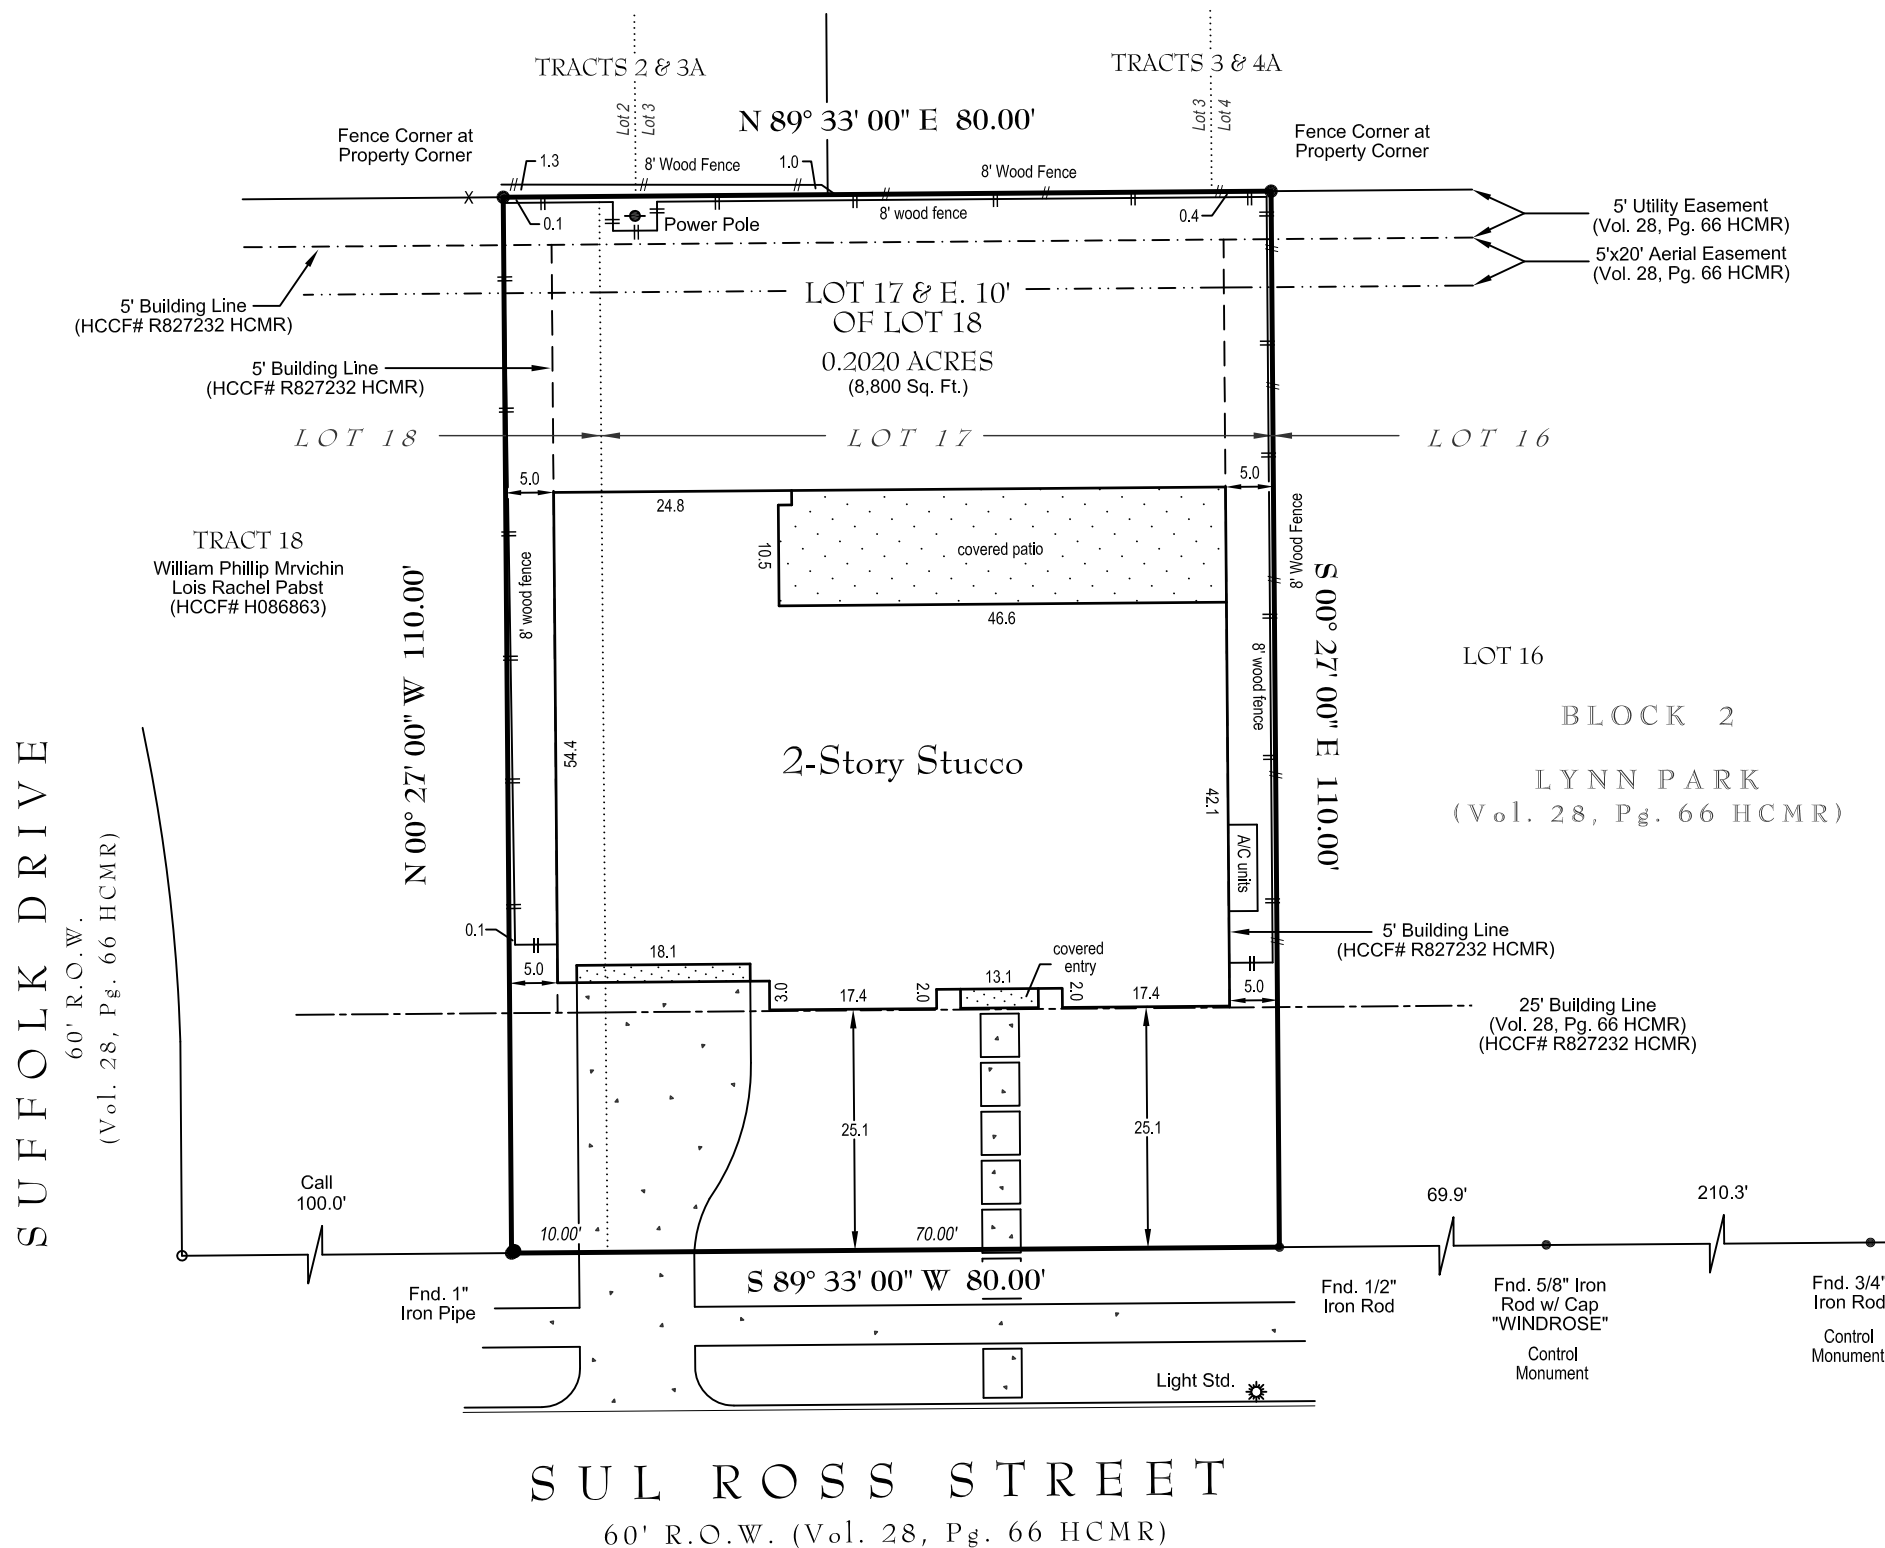 TRACTS 2 & 3A
TRACTS 3 & 4A
Lot 2
Lot 3
Lot 3
Lot 4
N 89° 33' 00" E 80.00'
Fence Corner at
Property Corner
Fence Corner at
Property Corner
1.3
8' Wood Fence
1.0
8' Wood Fence
X
0.1
Power Pole
8' wood fence
0.4
5' Utility Easement
(Vol. 28, Pg. 66 HCMR)
5'x20' Aerial Easement
(Vol. 28, Pg. 66 HCMR)
5' Building Line
(HCCF# R827232 HCMR)
LOT 17 & E. 10'
OF LOT 18
0.2020 ACRES
(8,800 Sq. Ft.)
5' Building Line
(HCCF# R827232 HCMR)
LOT 18
LOT 17
LOT 16
5.0
24.8
5.0
TRACT 18
William Phillip Mrvichin
Lois Rachel Pabst
(HCCF# H086863)
8' wood fence
10.5
covered patio
46.6
8' Wood Fence
8' wood fence
N 00° 27' 00" W 110.00'
S 00° 27' 00" E 110.00'
LOT 16
BLOCK 2
LYNN PARK
(Vol. 28, Pg. 66 HCMR)
54.4
2-Story Stucco
42.1
A/C units
SUFFOLK DRIVE
60' R.O.W.
(Vol. 28, Pg. 66 HCMR)
0.1
5.0
18.1
3.0
17.4
2.0
13.1
covered
entry
2.0
17.4
5.0
5' Building Line
(HCCF# R827232 HCMR)
25' Building Line
(Vol. 28, Pg. 66 HCMR)
(HCCF# R827232 HCMR)
25.1
25.1
Call
100.0'
10.00'
70.00'
69.9'
210.3'
S 89° 33' 00" W 80.00'
Fnd. 1"
Iron Pipe
Fnd. 1/2"
Iron Rod
Fnd. 5/8" Iron
Rod w/ Cap
"WINDROSE"
Control
Monument
Fnd. 3/4"
Iron Rod
Control
Monument
Light Std.
SUL ROSS STREET
60' R.O.W. (Vol. 28, Pg. 66 HCMR)